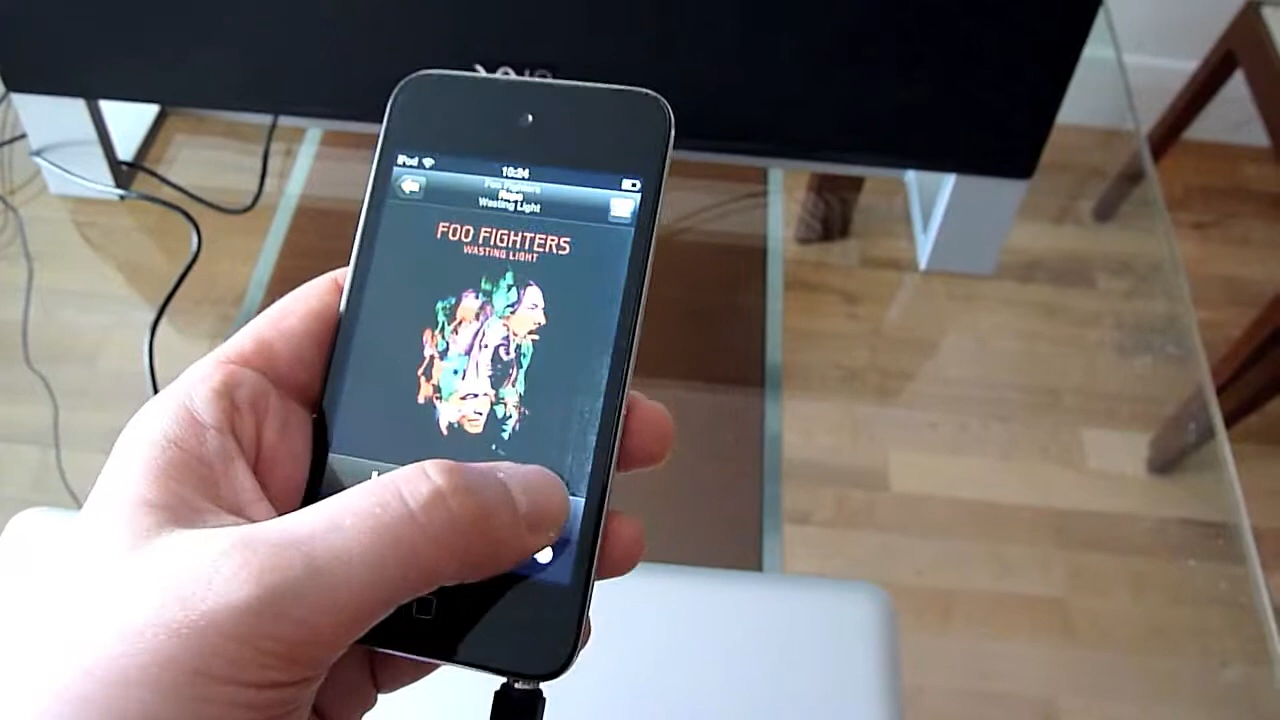 iPod
10:24
Foo Fighters
Rope
Wasting Light
FOO FIGHTERS
WASTING LIGHT